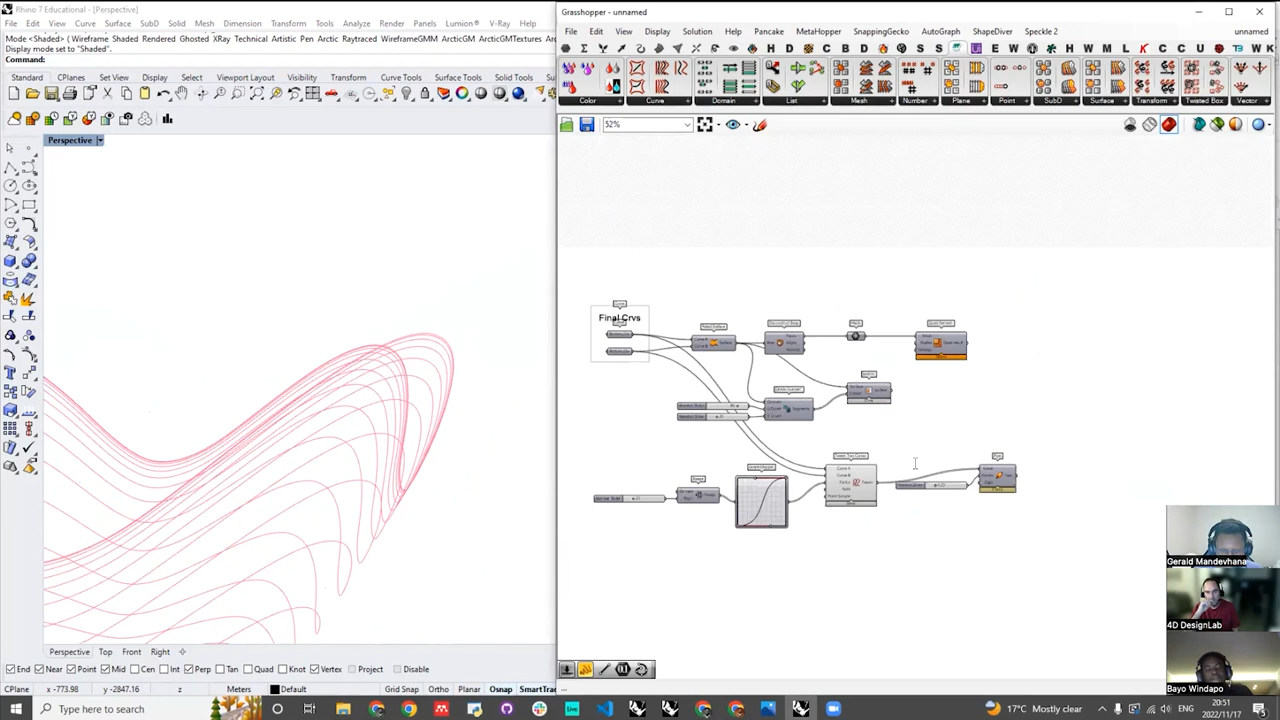 Rhino 7 Educational - [Perspective]
File Edit View Curve Surface SubD Solid Mesh Dimension Transform Tools Analyze Render Panels Lumion® V-Ray Window
Mode <Shaded> ( Wireframe Shaded Rendered Ghosted XRay Technical Artistic Pen Arctic Raytraced WireframeGMM ArcticGM ArcticGMTextures
Display mode set to "Shaded".
Command:
Standard CPlanes Set View Display Select Viewport Layout Visibility Transform Curve Tools Surface Tools Solid Tools
Perspective
Perspective Top Front Right
End Near Point Mid Cen Int Perp Tan Quad Knot Vertex Project Disable
CPlane x -773.98 y -2847.16 z Meters Default Grid Snap Ortho Planar Osnap SmartTrac
Grasshopper - unnamed
File Edit View Display Solution Help Pancake MetaHopper SnappingGecko AutoGraph ShapeDiver Speckle 2 unnamed
Color Curve Domain List Mesh Number Plane Point SubD Surface Transform Twisted Box Vector
52%
Final Crvs
Gerald Mandevhana
4D DesignLab
Bayo Windapo
Type here to search
17°C Mostly clear
ENG
20:51
2022/11/17